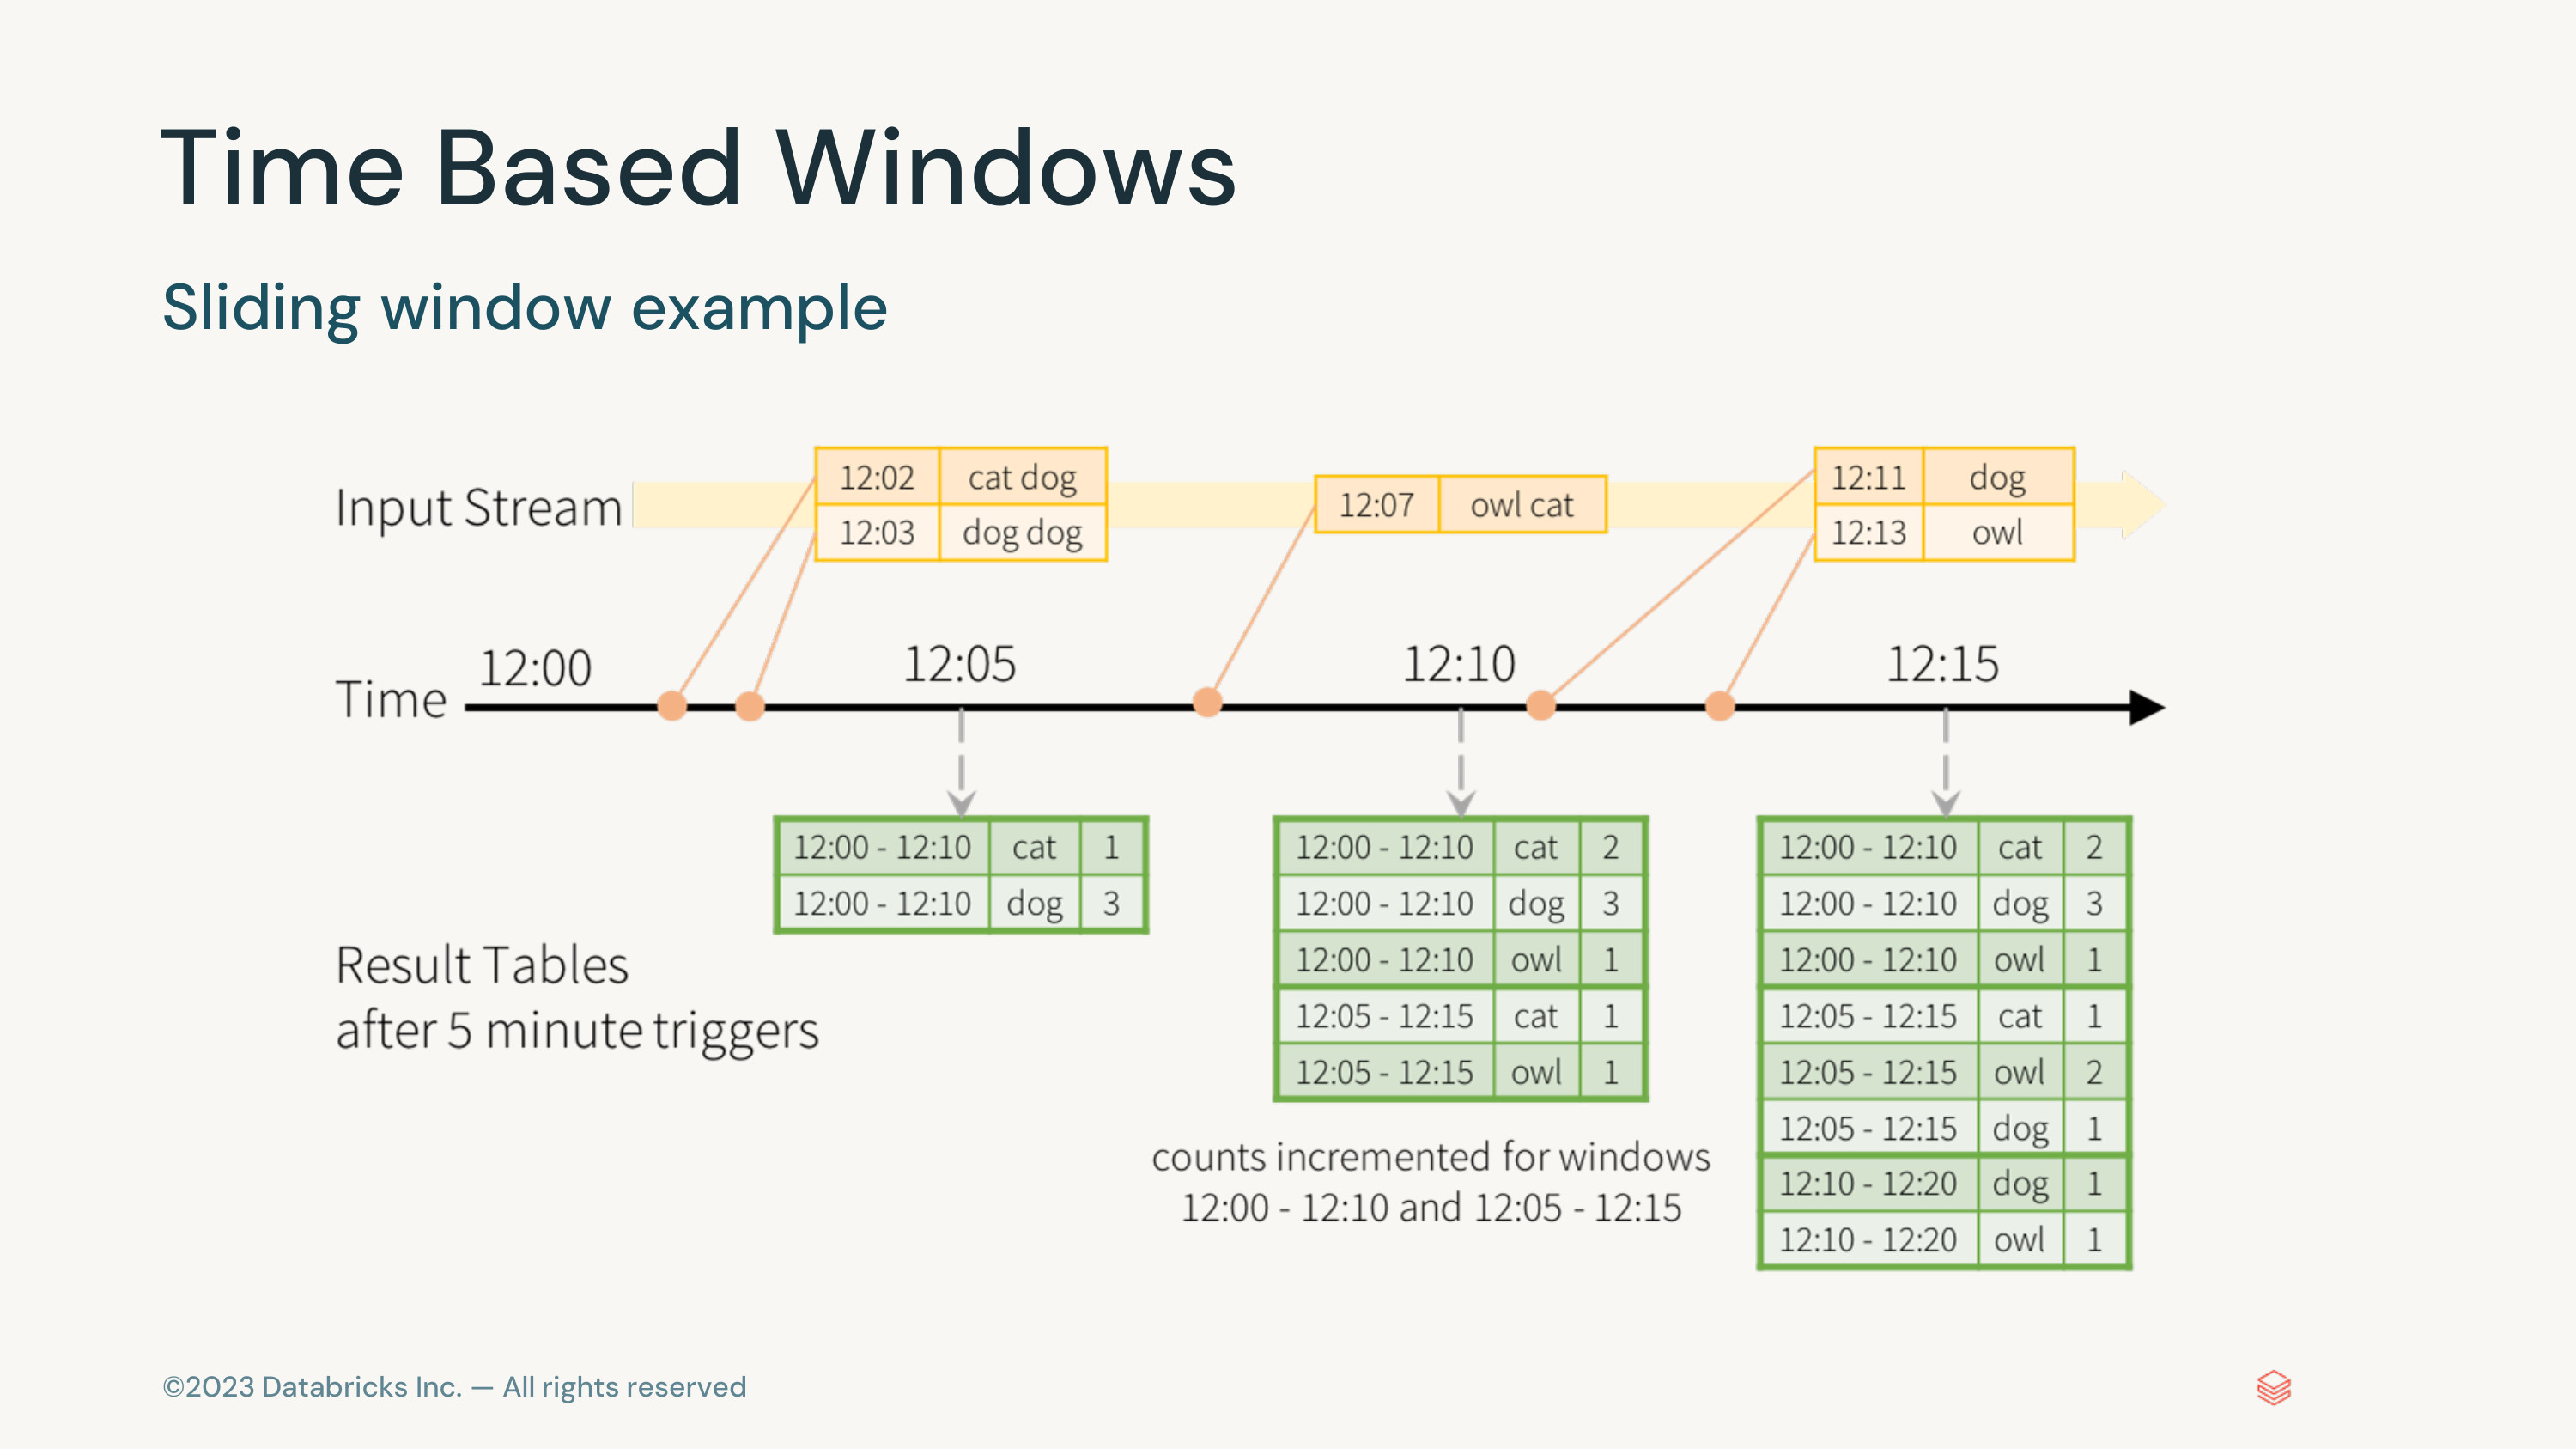 Time Based Windows
Sliding window example
Input Stream
12:02 cat dog
12:03 dog dog
12:07 owl cat
12:11 dog
12:13 owl
Time
12:00 12:05 12:10 12:15
Result Tables
after 5 minute triggers
12:00 - 12:10 cat 1
12:00 - 12:10 dog 3
12:00 - 12:10 cat 2
12:00 - 12:10 dog 3
12:00 - 12:10 owl 1
12:05 - 12:15 cat 1
12:05 - 12:15 owl 1
counts incremented for windows
12:00 - 12:10 and 12:05 - 12:15
12:00 - 12:10 cat 2
12:00 - 12:10 dog 3
12:00 - 12:10 owl 1
12:05 - 12:15 cat 1
12:05 - 12:15 owl 2
12:05 - 12:15 dog 1
12:10 - 12:20 dog 1
12:10 - 12:20 owl 1
©2023 Databricks Inc. — All rights reserved